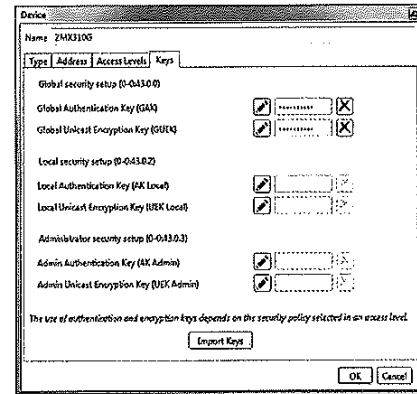 Device
Name 2MX310G
Type Address Access Levels Keys
Global security setup (0-0:43.0.0)
Global Authentication Key (GAK) **********
Global Unicast Encryption Key (GUEK) **********
Local security setup (0-0:43.0.2)
Local Authentication Key (AK Local)
Local Unicast Encryption Key (UEK Local)
Administrator security setup (0-0:43.0.3)
Admin Authentication Key (AK Admin)
Admin Unicast Encryption Key (UEK Admin)
The use of authentication and encryption keys depends on the security policy selected in an access level.
Import Keys
OK Cancel